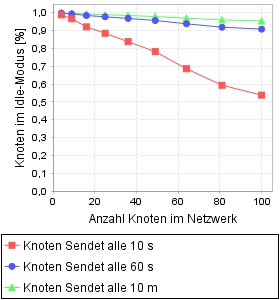 Knoten im Idle-Modus [%]
1,0
0,9
0,8
0,7
0,6
0,5
0,4
0,3
0,2
0,1
0,0
0 20 40 60 80 100
Anzahl Knoten im Netzwerk
Knoten Sendet alle 10 s
Knoten Sendet alle 60 s
Knoten Sendet alle 10 m